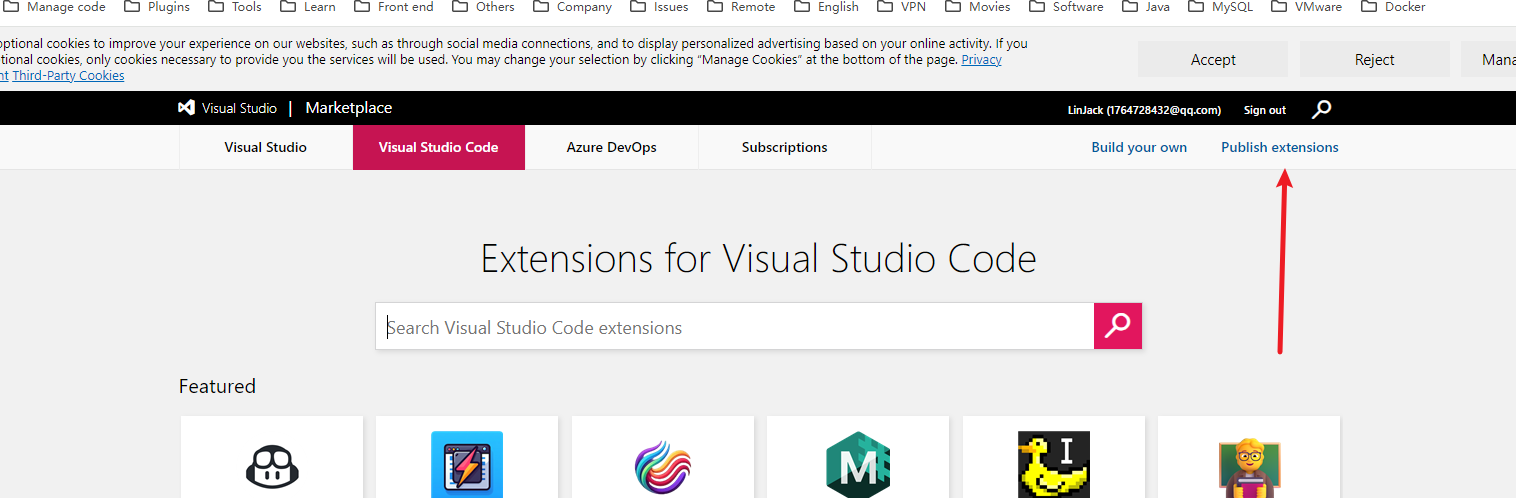 Manage code Plugins Tools Learn Front end Others Company Issues Remote English VPN Movies Software Java MySQL VMware Docker
optional cookies to improve your experience on our websites, such as through social media connections, and to display personalized advertising based on your online activity. If you
tional cookies, only cookies necessary to provide you the services will be used. You may change your selection by clicking “Manage Cookies” at the bottom of the page. Privacy
nt Third-Party Cookies
Accept Reject Mana
Visual Studio | Marketplace LinJack (1764728432@qq.com) Sign out
Visual Studio Visual Studio Code Azure DevOps Subscriptions Build your own Publish extensions
Extensions for Visual Studio Code
Search Visual Studio Code extensions
Featured
M
I